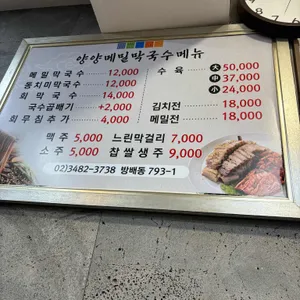 양양메밀막국수메뉴
메밀막국수 12,000
동치미막국수 12,000
회막국수 14,000
국수곱빼기 +2,000
회무침추가 4,000
수육 大 50,000
中 37,000
小 24,000
김치전 18,000
메밀전 18,000
맥주 5,000 느린막걸리 7,000
소주 5,000 찹쌀생주 9,000
02)3482-3738 방배동 793-1